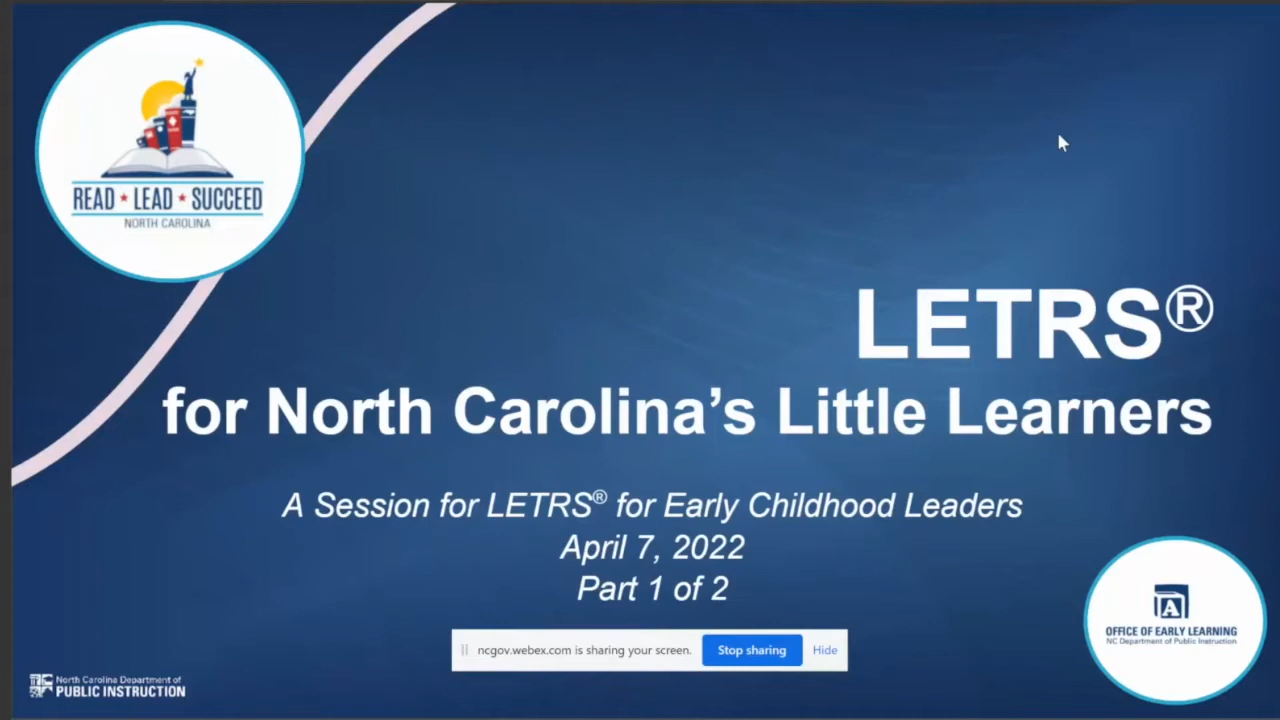 READ ★ LEAD ★ SUCCEED
NORTH CAROLINA
LETRS®
for North Carolina’s Little Learners
A Session for LETRS® for Early Childhood Leaders
April 7, 2022
Part 1 of 2
A
OFFICE OF EARLY LEARNING
NC Department of Public Instruction
ncgov.webex.com is sharing your screen. Stop sharing Hide
North Carolina Department of
PUBLIC INSTRUCTION